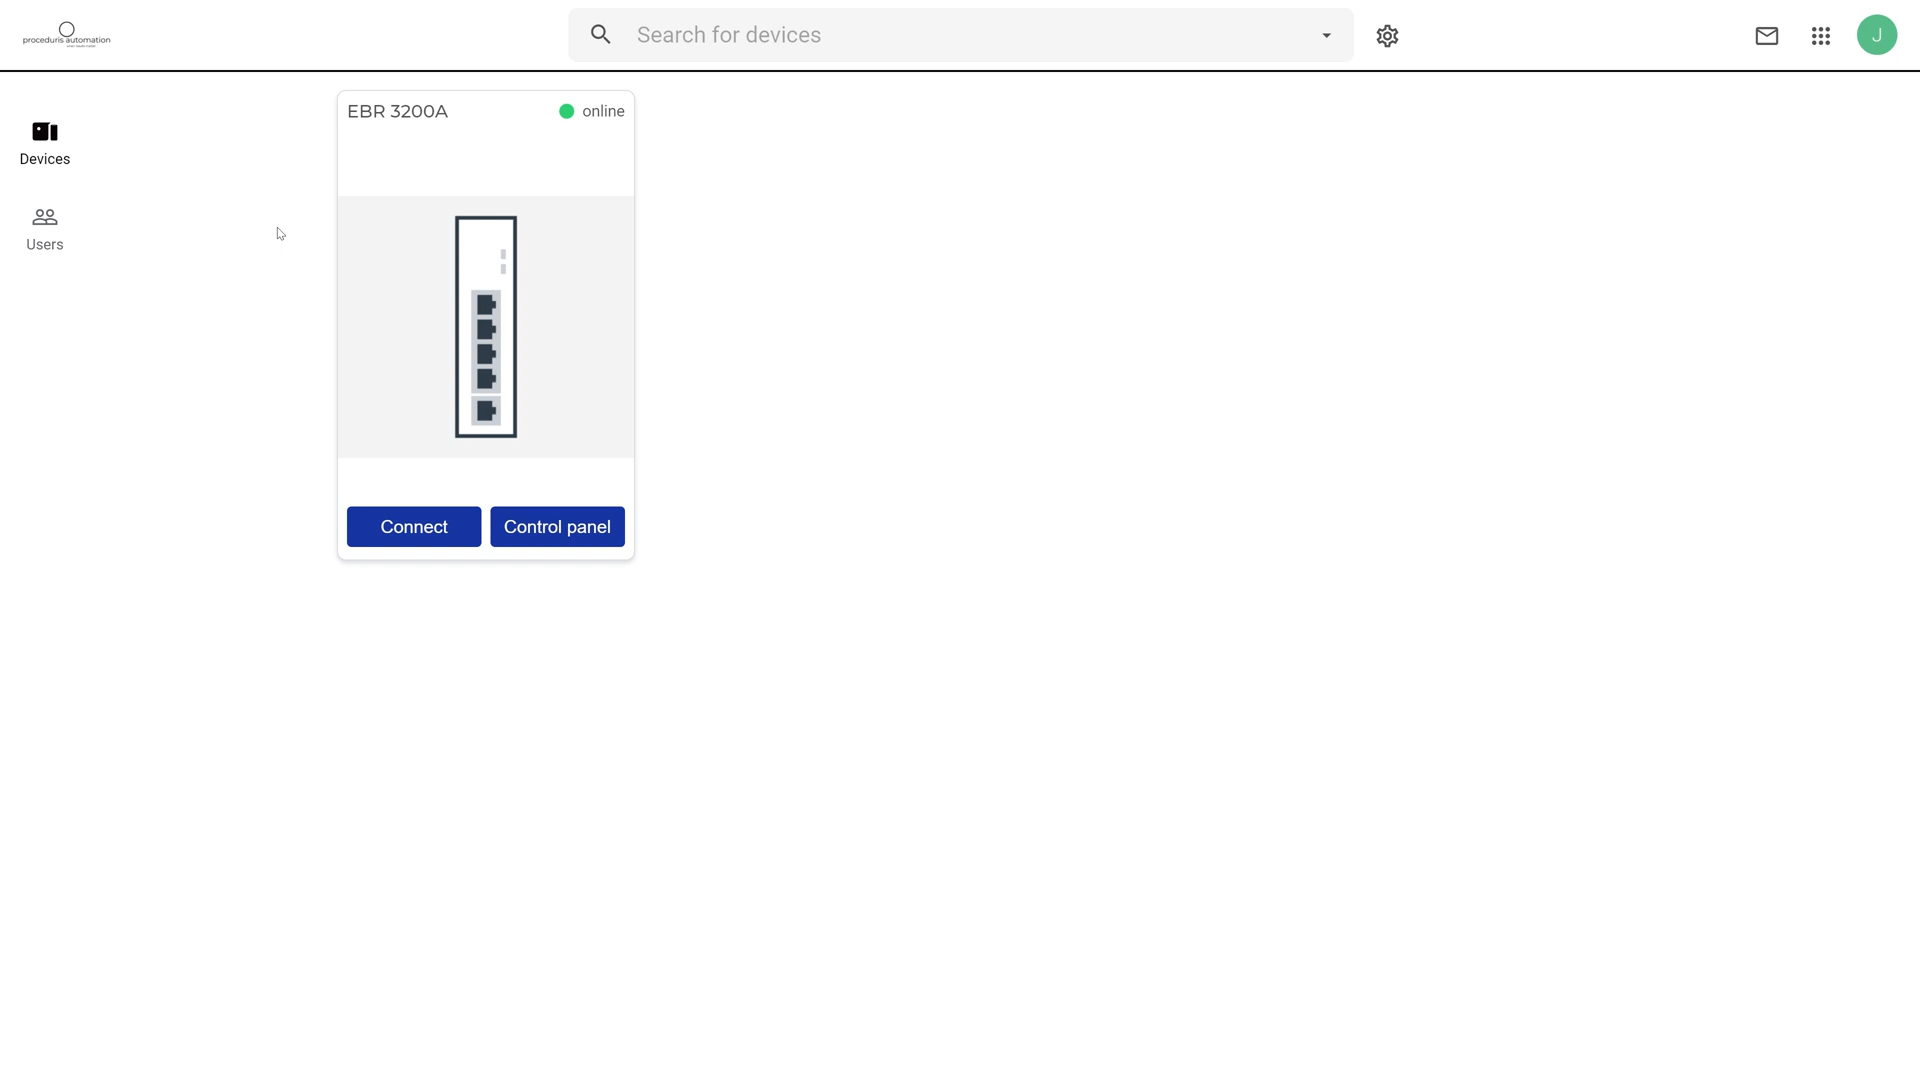 proceduris automation
Search for devices
J
Devices
Users
EBR 3200A
online
Connect
Control panel